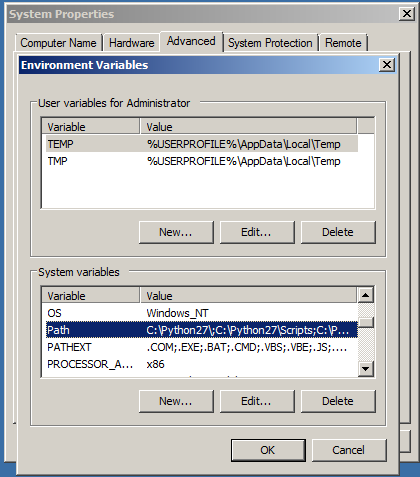 System Properties
Computer Name Hardware Advanced System Protection Remote
Environment Variables
User variables for Administrator
Variable Value
TEMP %USERPROFILE%\AppData\Local\Temp
TMP %USERPROFILE%\AppData\Local\Temp
New... Edit... Delete
System variables
Variable Value
OS Windows_NT
Path C:\Python27\;C:\Python27\Scripts;C:\P...
PATHEXT .COM;.EXE;.BAT;.CMD;.VBS;.VBE;.JS;....
PROCESSOR_A... x86
New... Edit... Delete
OK Cancel